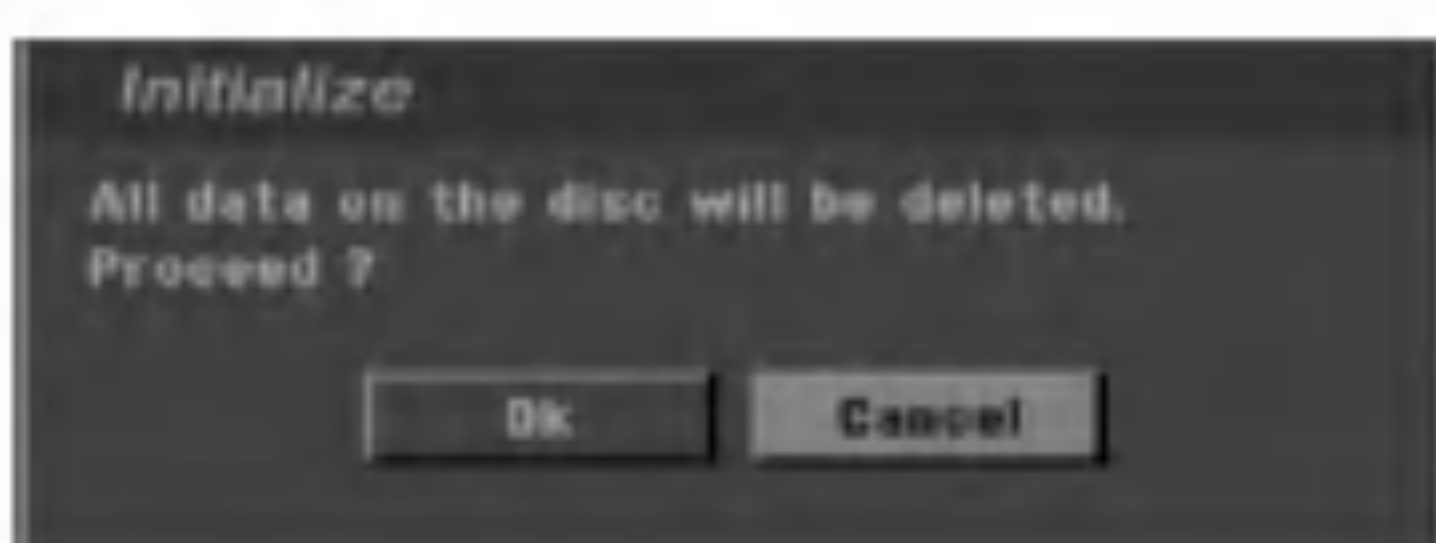 Initialize
All data on the disc will be deleted.
Proceed ?
Ok Cancel